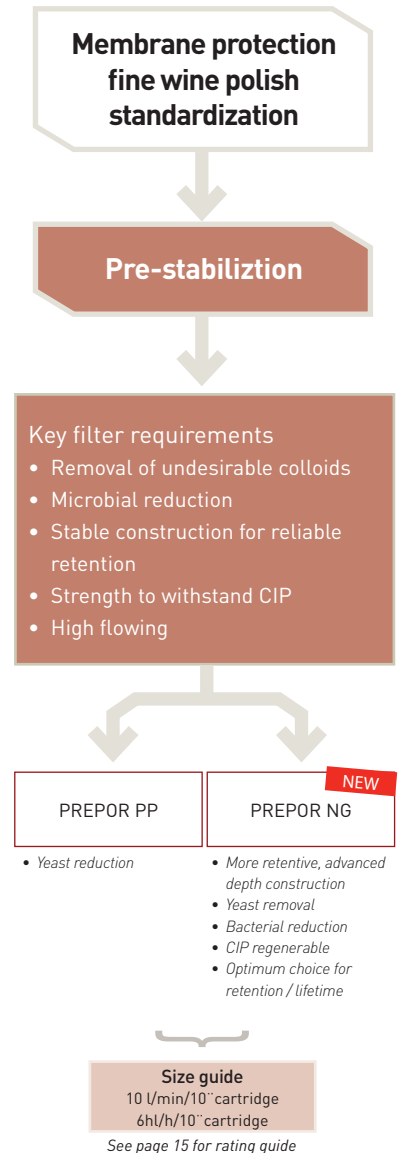 Membrane protection
fine wine polish
standardization
Pre-stabiliztion
Key filter requirements
• Removal of undesirable colloids
• Microbial reduction
• Stable construction for reliable
retention
• Strength to withstand CIP
• High flowing
PREPOR PP
• Yeast reduction
NEW
PREPOR NG
• More retentive, advanced
depth construction
• Yeast removal
• Bacterial reduction
• CIP regenerable
• Optimum choice for
retention / lifetime
Size guide
10 l/min/10¨cartridge
6hl/h/10¨cartridge
See page 15 for rating guide